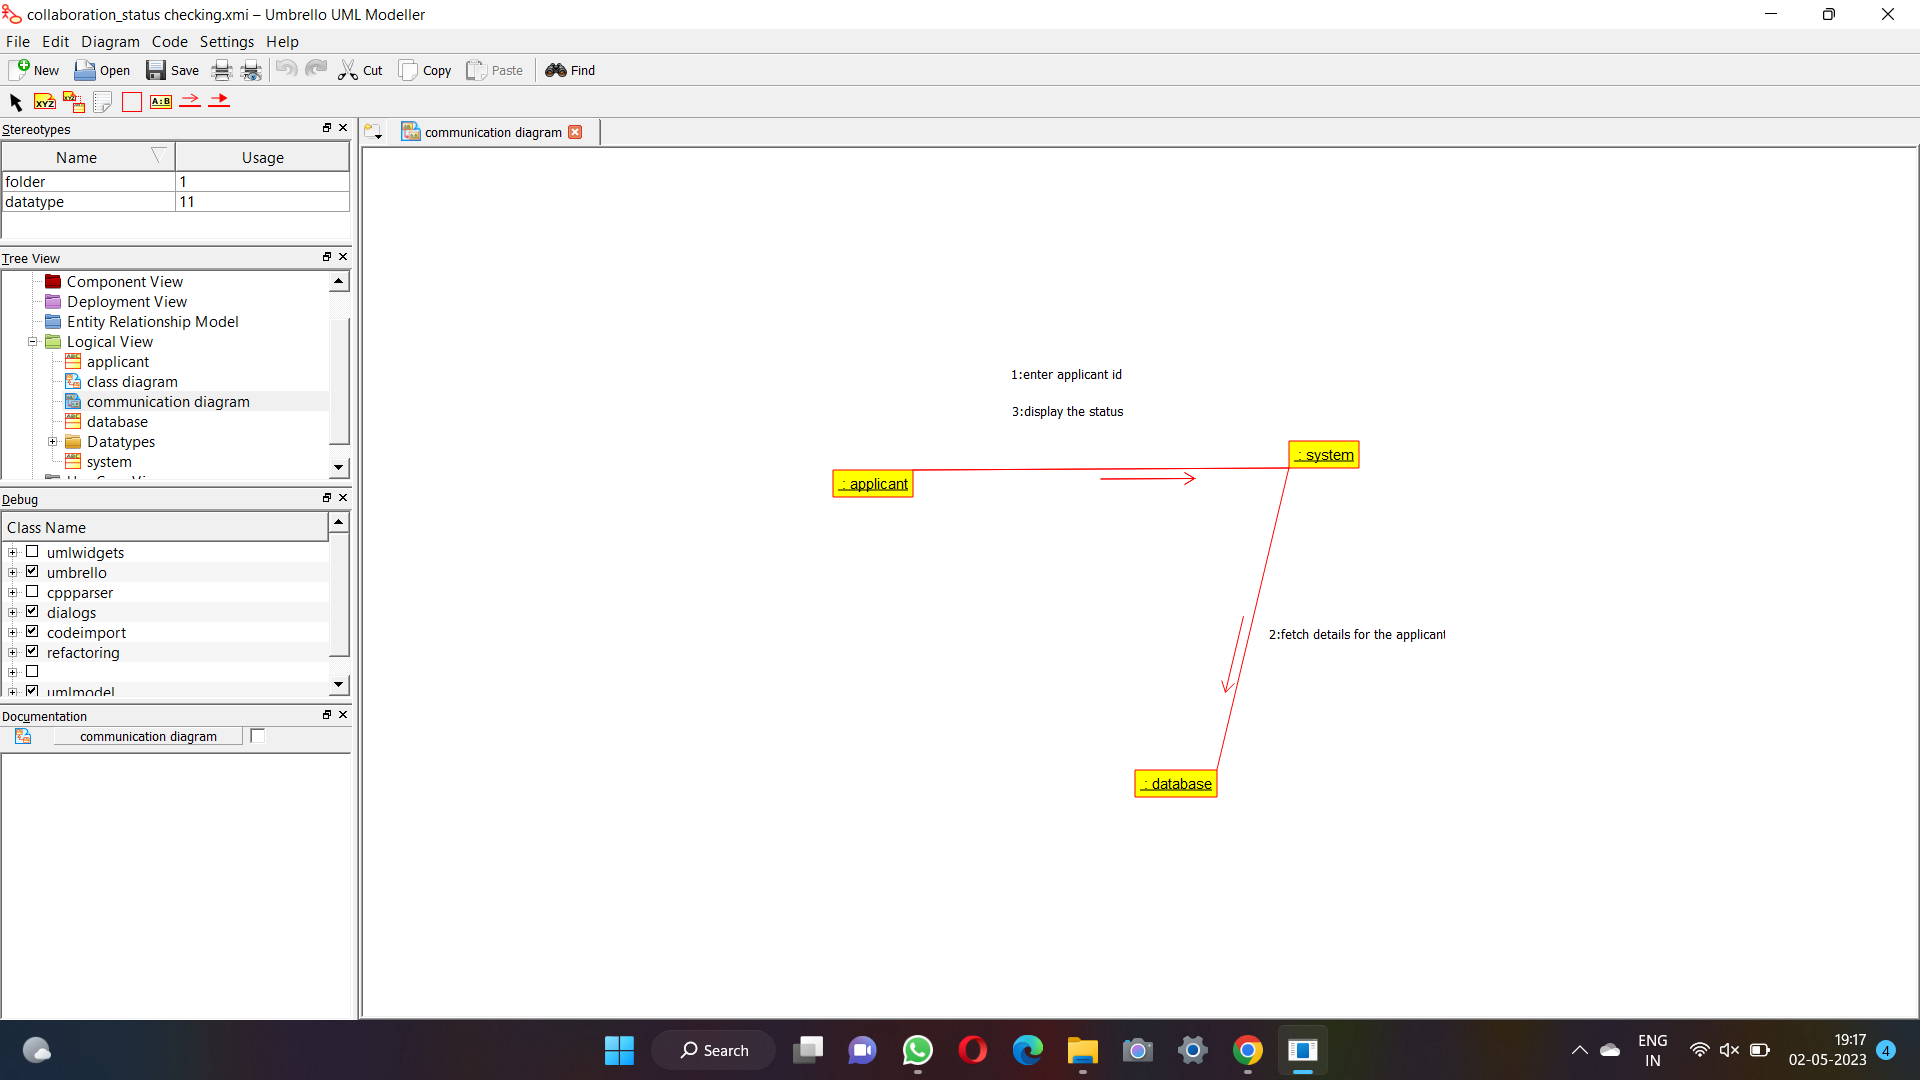 collaboration_status checking.xmi – Umbrello UML Modeller
File Edit Diagram Code Settings Help
New Open Save Cut Copy Paste Find
XYZ XYZ A:B
Stereotypes
Name Usage
folder 1
datatype 11
Tree View
Component View
Deployment View
Entity Relationship Model
Logical View
applicant
class diagram
communication diagram
database
Datatypes
system
Debug
Class Name
umlwidgets
umbrello
cppparser
dialogs
codeimport
refactoring
umlmodel
Documentation
communication diagram
communication diagram
1:enter applicant id
3:display the status
: system
: applicant
2:fetch details for the applicant
: database
Search
ENG
IN
19:17
02-05-2023
4